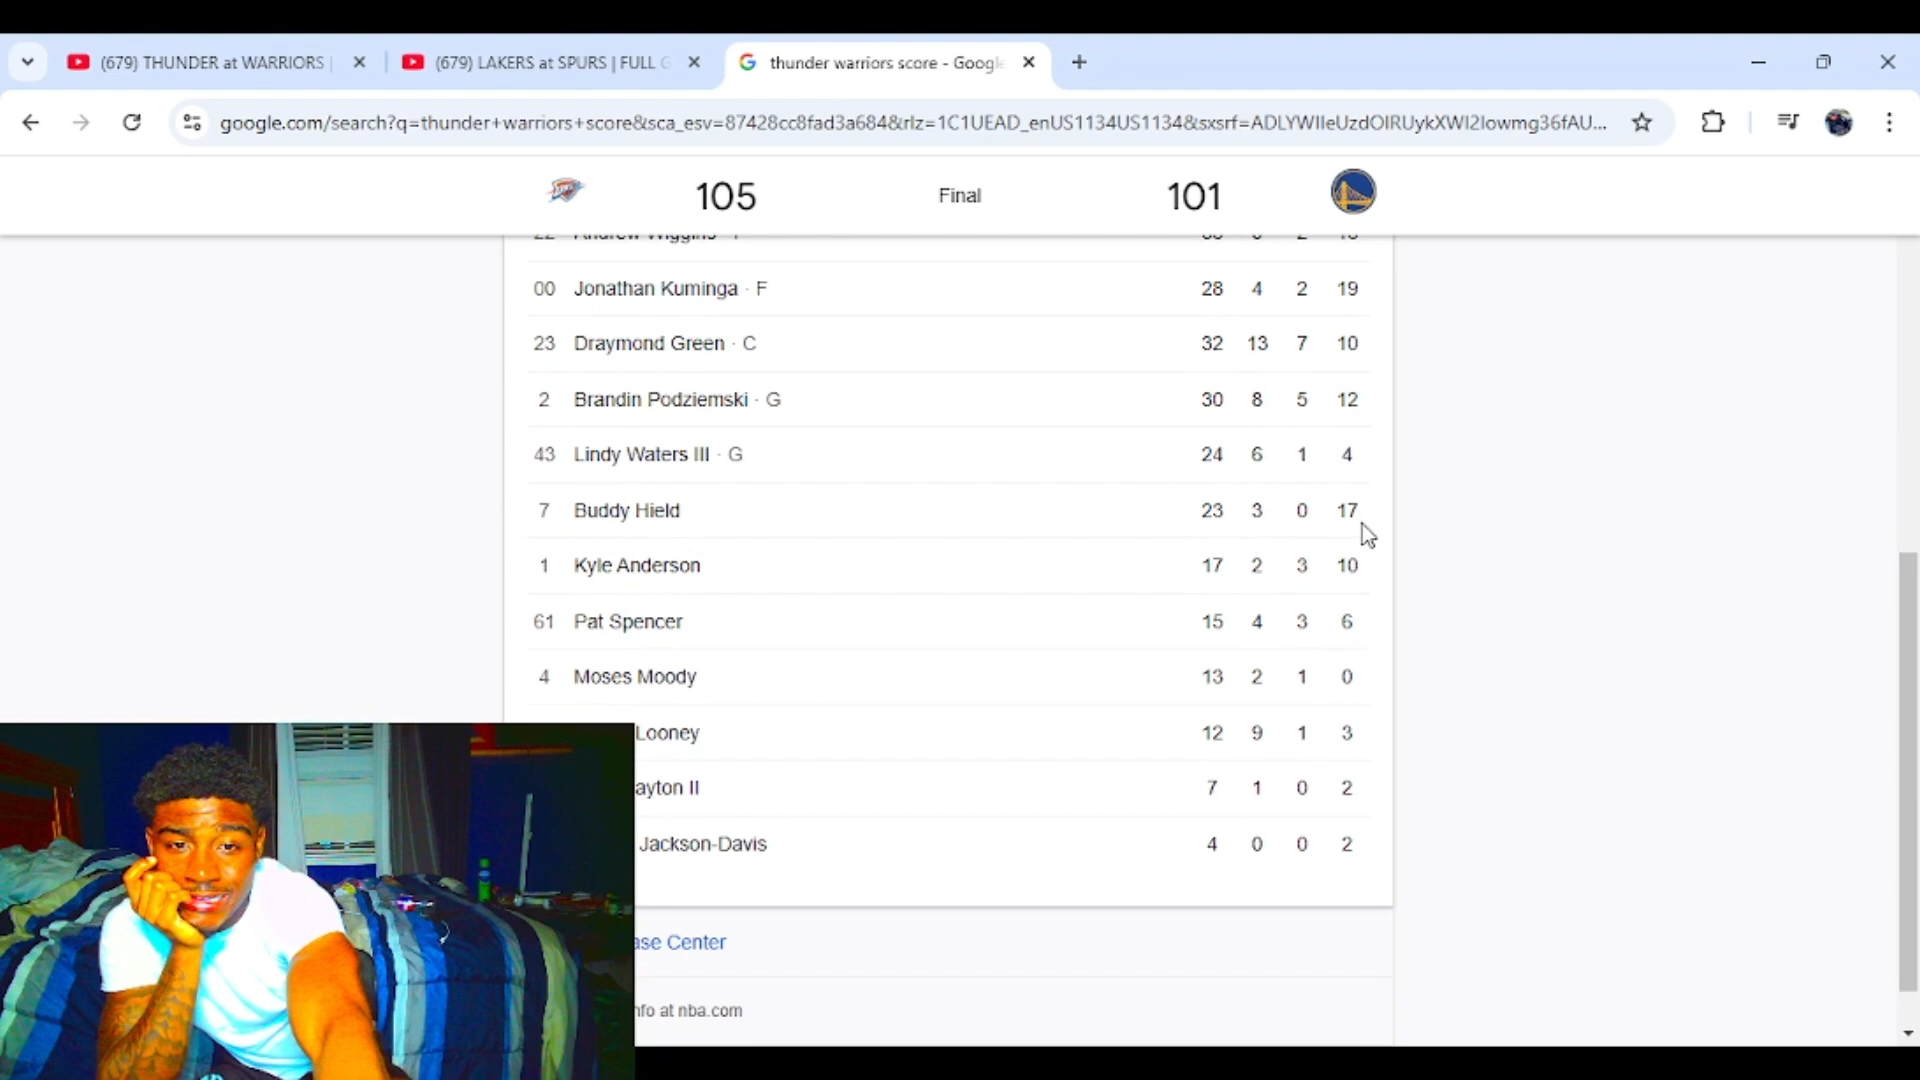 (679) THUNDER at WARRIORS |
(679) LAKERS at SPURS | FULL G
thunder warriors score - Google
google.com/search?q=thunder+warriors+score&sca_esv=87428cc8fad3a684&rlz=1C1UEAD_enUS1134US1134&sxsrf=ADLYWIIeUzdOIRUykXWI2Iowmg36fAU...
105 Final 101
22 Andrew Wiggins · F
00 Jonathan Kuminga · F 28 4 2 19
23 Draymond Green · C 32 13 7 10
2 Brandin Podziemski · G 30 8 5 12
43 Lindy Waters III · G 24 6 1 4
7 Buddy Hield 23 3 0 17
1 Kyle Anderson 17 2 3 10
61 Pat Spencer 15 4 3 6
4 Moses Moody 13 2 1 0
Looney 12 9 1 3
ayton II 7 1 0 2
Jackson-Davis 4 0 0 2
ase Center
nfo at nba.com